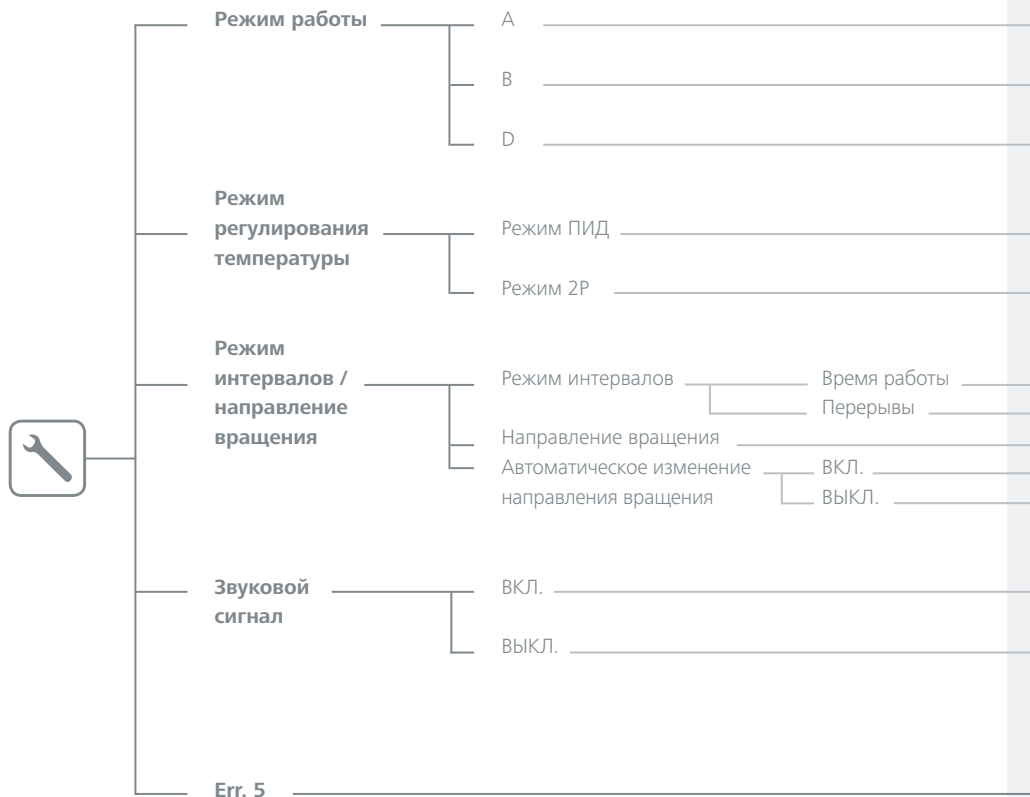 Режим работы
A
B
D
Режим
регулирования
температуры
Режим ПИД
Режим 2P
Режим
интервалов /
направление
вращения
Режим интервалов
Время работы
Перерывы
Направление вращения
Автоматическое изменение
направления вращения
ВКЛ.
ВЫКЛ.
Звуковой
сигнал
ВКЛ.
ВЫКЛ.
Err. 5